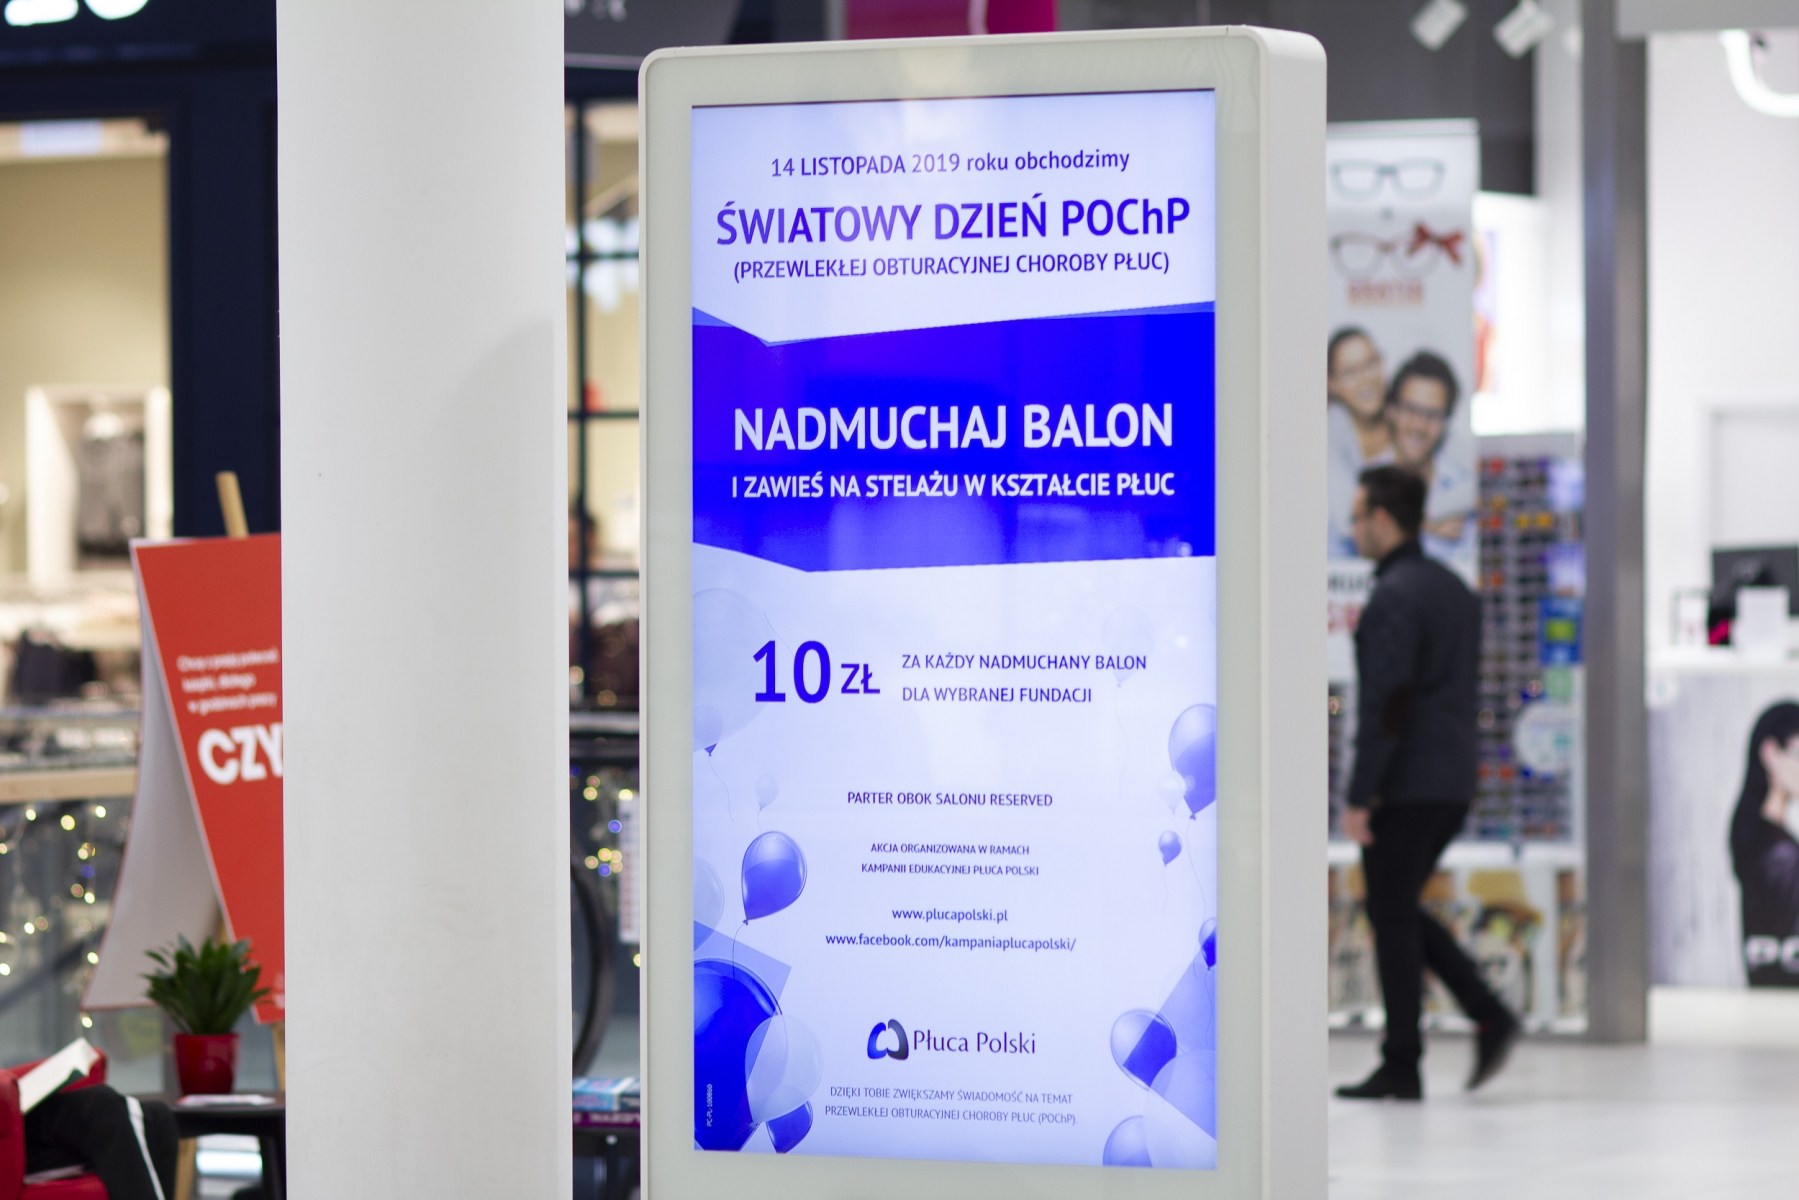 14 LISTOPADA 2019 roku obchodzimy
ŚWIATOWY DZIEŃ POChP
(PRZEWLEKŁEJ OBTURACYJNEJ CHOROBY PŁUC)
NADMUCHAJ BALON
I ZAWIEŚ NA STELAŻU W KSZTAŁCIE PŁUC
10 ZŁ
ZA KAŻDY NADMUCHANY BALON
DLA WYBRANEJ FUNDACJI
PARTER OBOK SALONU RESERVED
AKCJA ORGANIZOWANA W RAMACH
KAMPANII EDUKACYJNEJ PŁUCA POLSKI
www.plucapolski.pl
www.facebook.com/kampaniaplucapolski/
Płuca Polski
DZIĘKI TOBIE ZWIĘKSZAMY ŚWIADOMOŚĆ NA TEMAT
PRZEWLEKŁEJ OBTURACYJNEJ CHOROBY PŁUC (POChP)
CZY
GRATIS